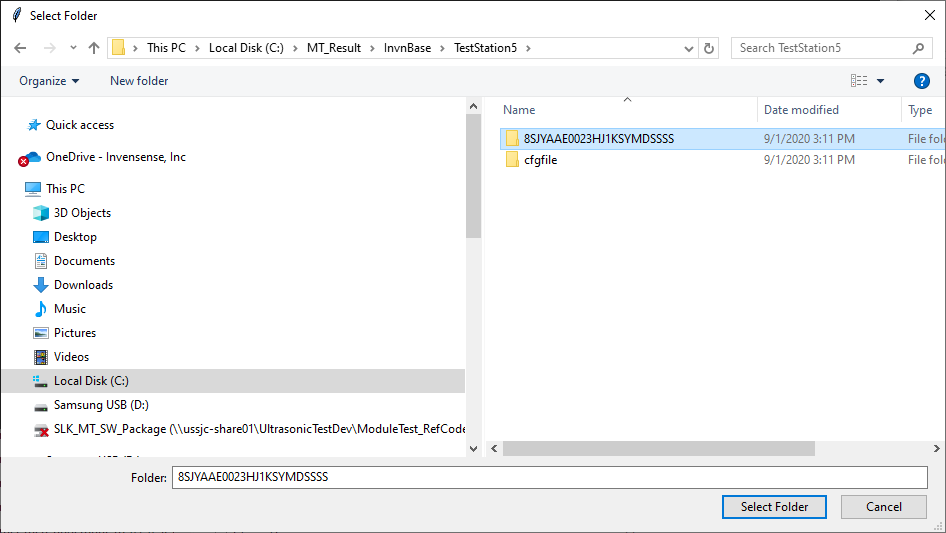 Select Folder
This PC > Local Disk (C:) > MT_Result > InvnBase > TestStation5 >
Search TestStation5
Organize
New folder
?
Name
Date modified
Type
Quick access
OneDrive - Invensense, Inc
This PC
3D Objects
Desktop
Documents
Downloads
Music
Pictures
Videos
Local Disk (C:)
Samsung USB (D:)
SLK_MT_SW_Package (\\ussjc-share01\UltrasonicTestDev\ModuleTest_RefCode
8SJYAAE0023HJ1KSYMDSSSS 9/1/2020 3:11 PM File fol
cfgfile 9/1/2020 3:11 PM File fol
Folder: 8SJYAAE0023HJ1KSYMDSSSS
Select Folder
Cancel